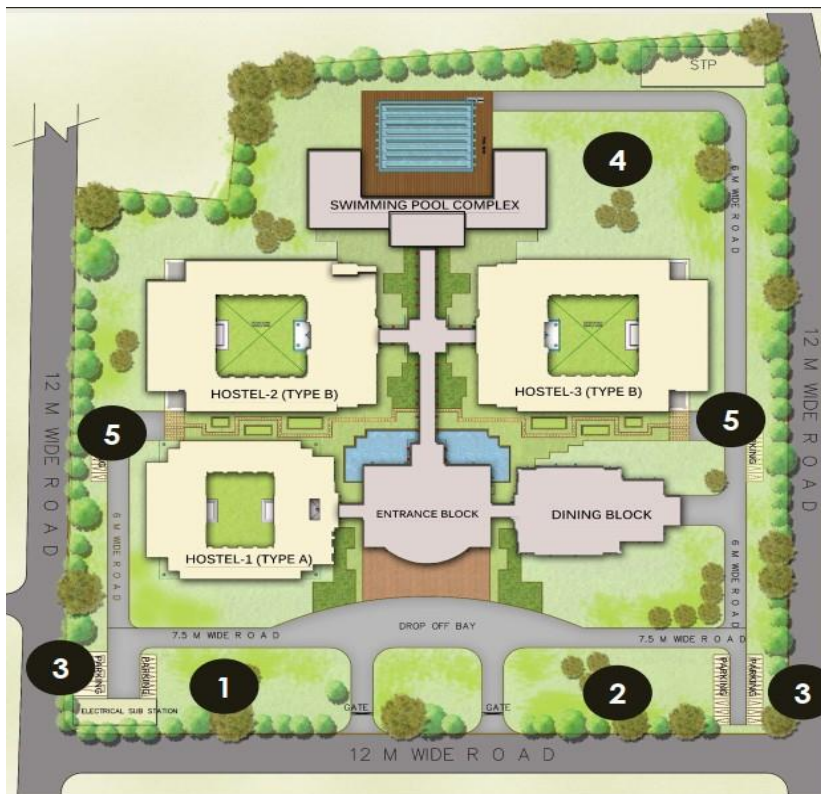 STP
4
SWIMMING POOL COMPLEX
6 M WIDE ROAD
HOSTEL-2 (TYPE B)
HOSTEL-3 (TYPE B)
12 M WIDE ROAD
12 M WIDE ROAD
5
5
PARKING
ENTRANCE BLOCK
DINING BLOCK
6 M WIDE ROAD
HOSTEL-1 (TYPE A)
6 M WIDE ROAD
DROP OFF BAY
7.5 M WIDE ROAD
7.5 M WIDE ROAD
3
PARKING
PARKING
1
2
PARKING
PARKING
3
ELECTRICAL SUB STATION
GATE
GATE
12 M WIDE ROAD